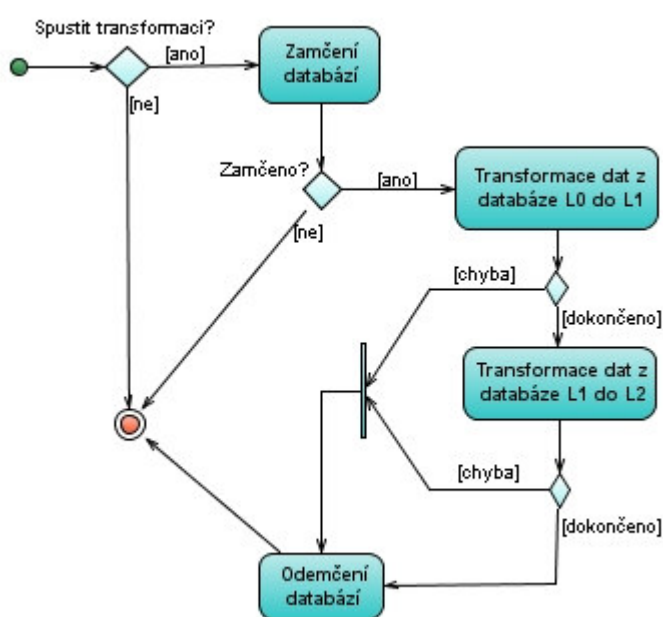 Spustit transformaci?
[ano]
Zamčení
databází
[ne]
Zamčeno?
[ano]
Transformace dat z
databáze L0 do L1
[ne]
[chyba]
[dokončeno]
Transformace dat z
databáze L1 do L2
[chyba]
[dokončeno]
Odemčení
databází